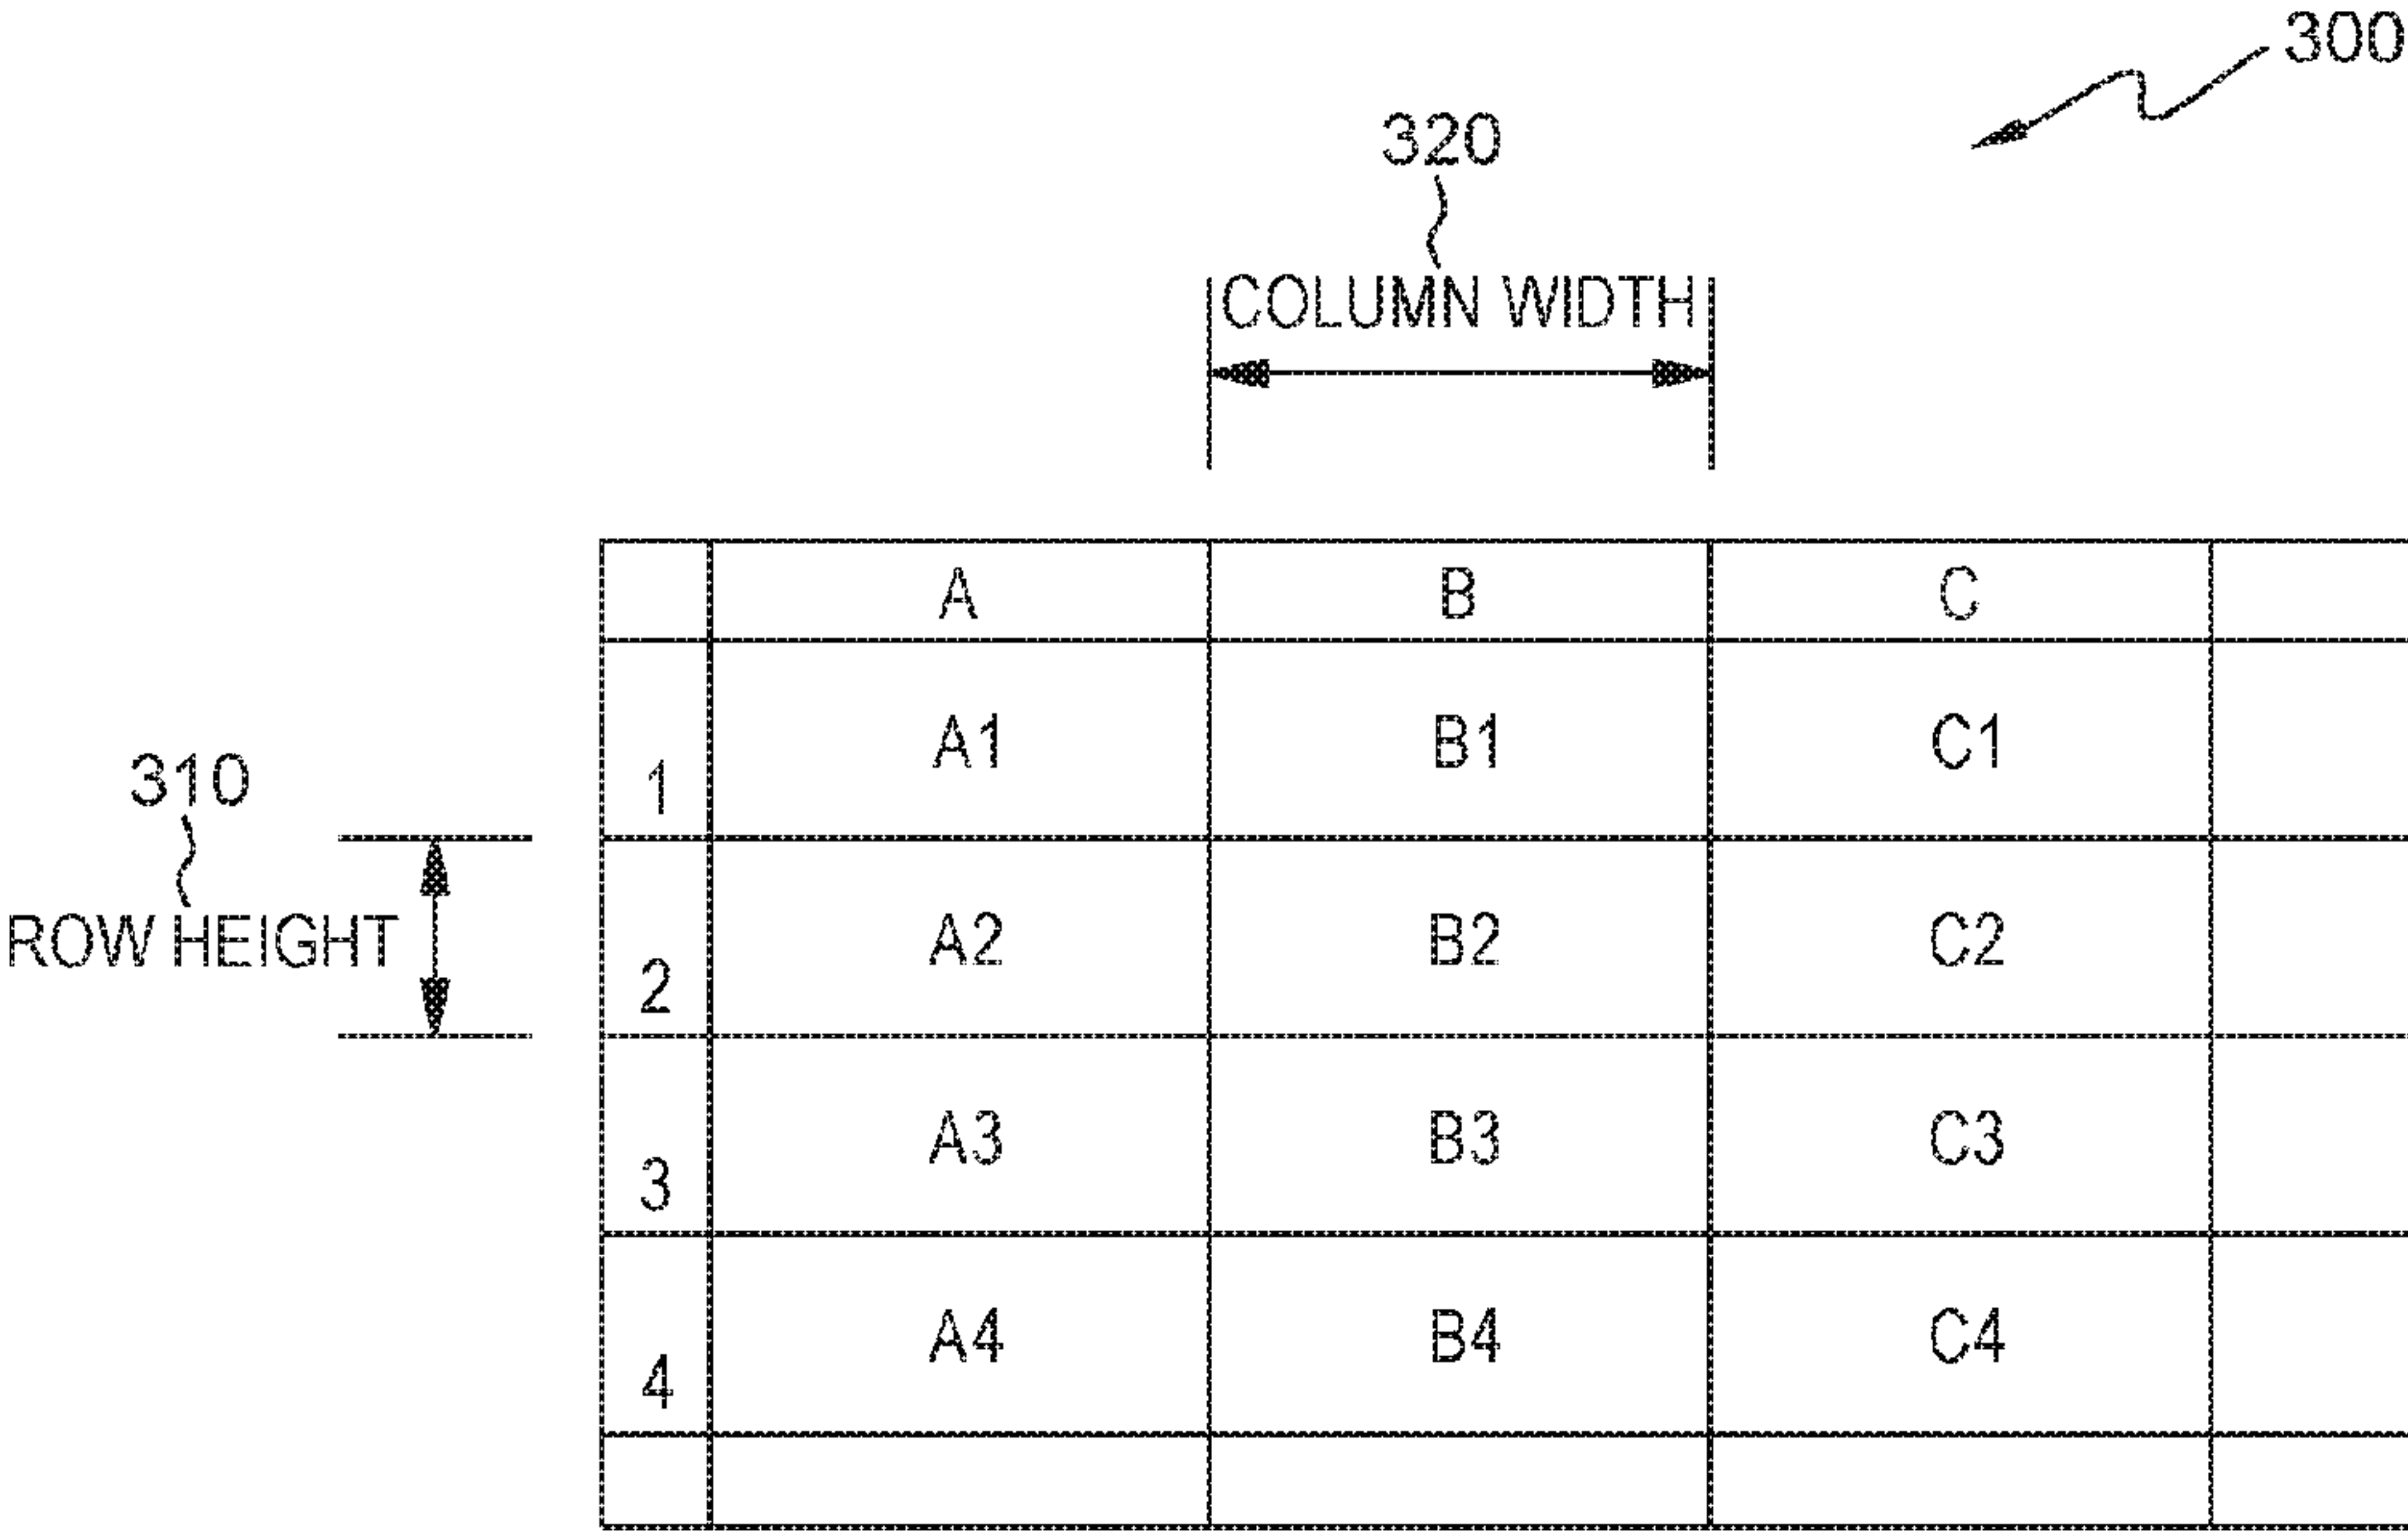 300
320
COLUMN WIDTH
A B C
A1 B1 C1
1
310
ROW HEIGHT
A2 B2 C2
2
A3 B3 C3
3
A4 B4 C4
4